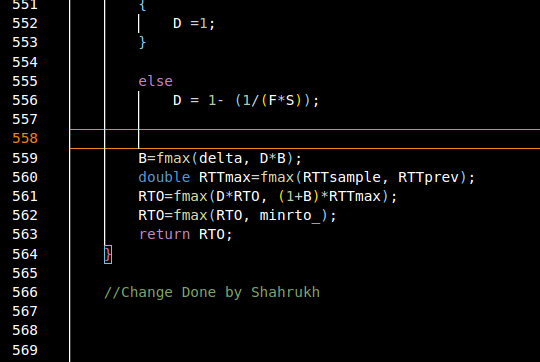 551 {
552 D =1;
553 }
554
555 else
556 D = 1- (1/(F*S));
557
558
559 B=fmax(delta, D*B);
560 double RTTmax=fmax(RTTsample, RTTprev);
561 RTO=fmax(D*RTO, (1+B)*RTTmax);
562 RTO=fmax(RTO, minrto_);
563 return RTO;
564 }
565
566 //Change Done by Shahrukh
567
568
569